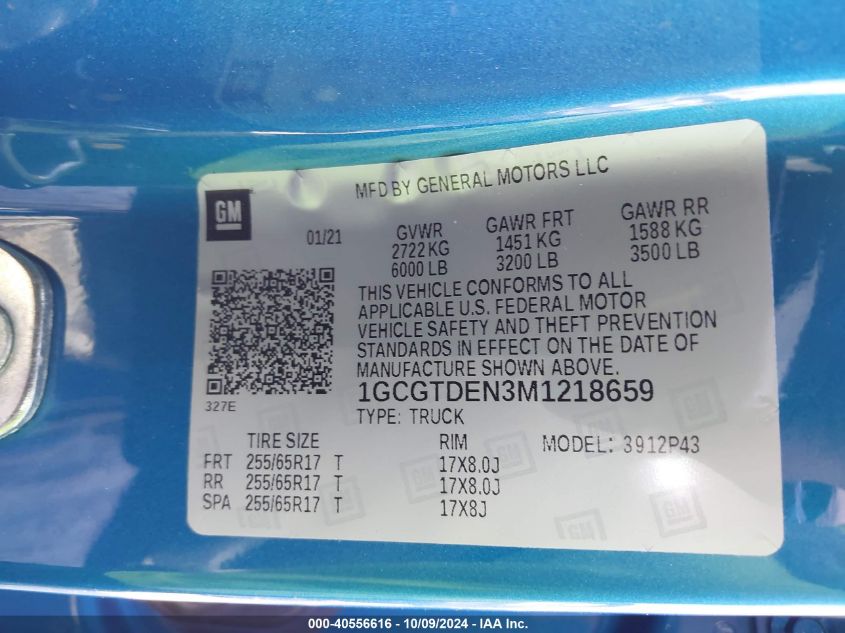 MFD BY GENERAL MOTORS LLC
GM
01/21
GVWR GAWR FRT GAWR RR
2722 KG 1451 KG 1588 KG
6000 LB 3200 LB 3500 LB
THIS VEHICLE CONFORMS TO ALL
APPLICABLE U.S. FEDERAL MOTOR
VEHICLE SAFETY AND THEFT PREVENTION
STANDARDS IN EFFECT ON THE DATE OF
MANUFACTURE SHOWN ABOVE.
327E
1GCGTDEN3M1218659
TYPE: TRUCK
TIRE SIZE RIM MODEL: 3912P43
FRT 255/65R17 T 17X8.0J
RR 255/65R17 T 17X8.0J
SPA 255/65R17 T 17X8J
000-40556616 - 10/09/2024 - IAA Inc.